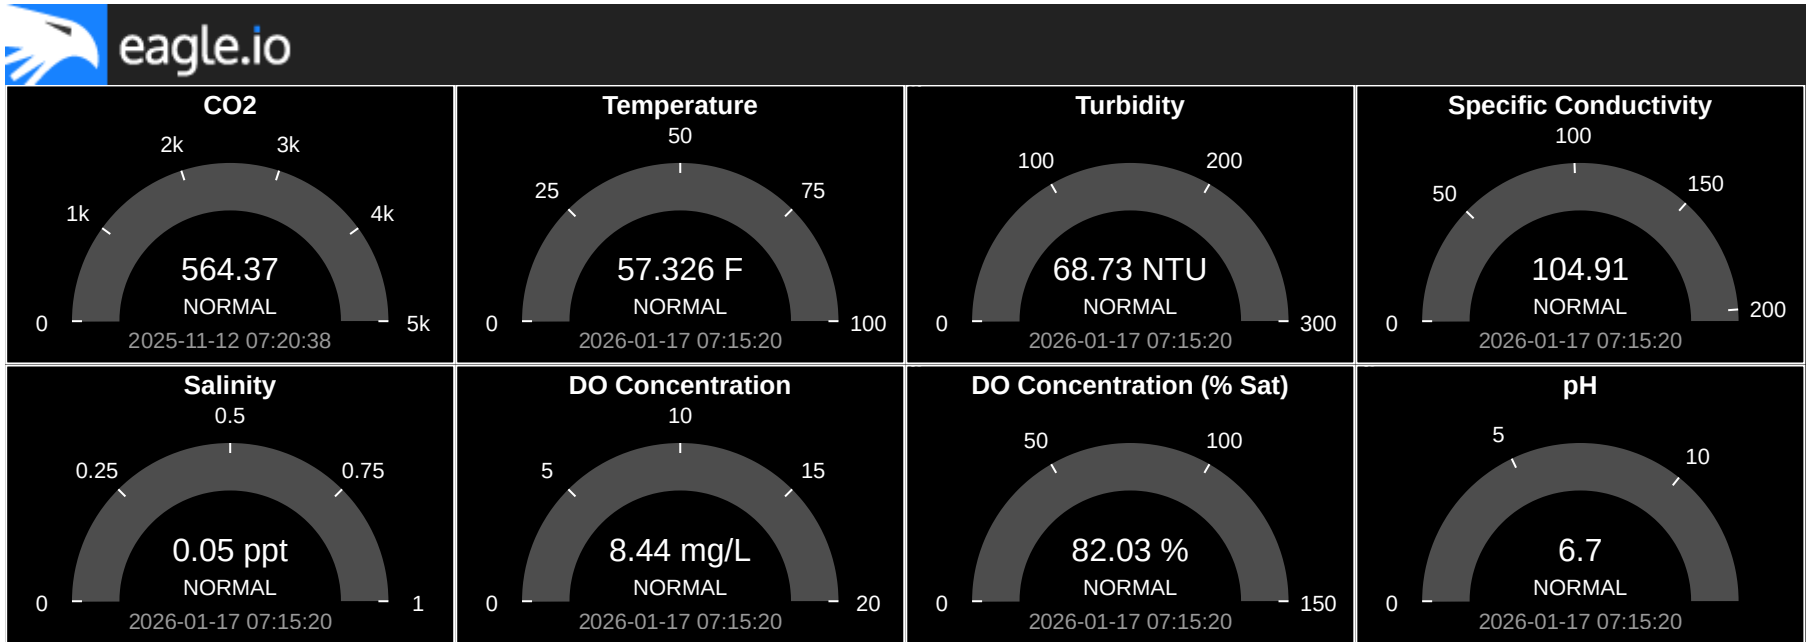 eagle.io
CO2
2k 3k
1k 4k
0 5k
564.37
NORMAL
2025-11-12 07:20:38
Temperature
50
25 75
0 100
57.326 F
NORMAL
2026-01-17 07:15:20
Turbidity
100 200
0 300
68.73 NTU
NORMAL
2026-01-17 07:15:20
Specific Conductivity
100
50 150
0 200
104.91
NORMAL
2026-01-17 07:15:20
Salinity
0.5
0.25 0.75
0 1
0.05 ppt
NORMAL
2026-01-17 07:15:20
DO Concentration
10
5 15
0 20
8.44 mg/L
NORMAL
2026-01-17 07:15:20
DO Concentration (% Sat)
50 100
0 150
82.03 %
NORMAL
2026-01-17 07:15:20
pH
5 10
0
6.7
NORMAL
2026-01-17 07:15:20